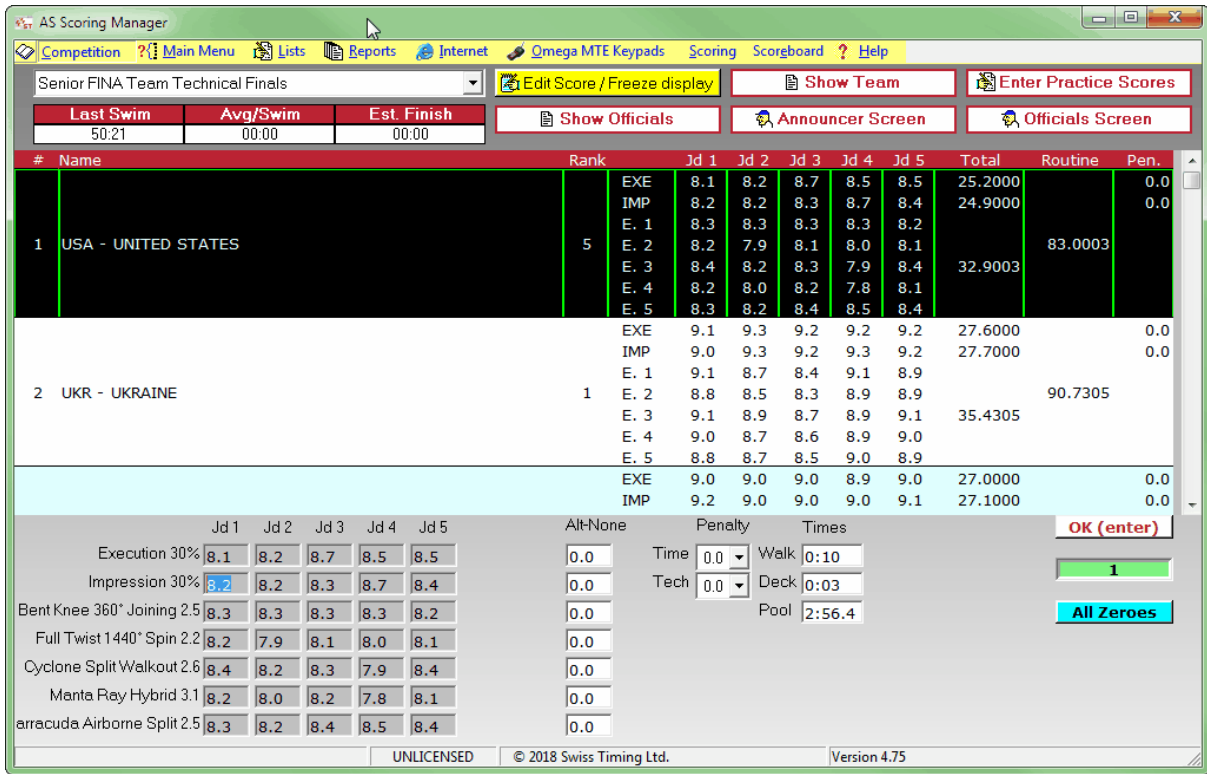 AS Scoring Manager
Competition ?{] Main Menu Lists Reports Internet Omega MTE Keypads Scoring Scoreboard ? Help
Senior FINA Team Technical Finals Edit Score / Freeze display Show Team Enter Practice Scores
Last Swim Avg/Swim Est. Finish Show Officials Announcer Screen Officials Screen
50:21 00:00 00:00
# Name Rank Jd 1 Jd 2 Jd 3 Jd 4 Jd 5 Total Routine Pen.
EXE 8.1 8.2 8.7 8.5 8.5 25.2000 0.0
IMP 8.2 8.2 8.3 8.7 8.4 24.9000 0.0
E. 1 8.3 8.3 8.3 8.3 8.2
1 USA - UNITED STATES 5 E. 2 8.2 7.9 8.1 8.0 8.1 83.0003
E. 3 8.4 8.2 8.3 7.9 8.4 32.9003
E. 4 8.2 8.0 8.2 7.8 8.1
E. 5 8.3 8.2 8.4 8.5 8.4
EXE 9.1 9.3 9.2 9.2 9.2 27.6000 0.0
IMP 9.0 9.3 9.2 9.3 9.2 27.7000 0.0
E. 1 9.1 8.7 8.4 9.1 8.9
2 UKR - UKRAINE 1 E. 2 8.8 8.5 8.3 8.9 8.9 90.7305
E. 3 9.1 8.9 8.7 8.9 9.1 35.4305
E. 4 9.0 8.7 8.6 8.9 9.0
E. 5 8.8 8.7 8.5 9.0 8.9
EXE 9.0 9.0 9.0 8.9 9.0 27.0000 0.0
IMP 9.2 9.0 9.0 9.0 9.1 27.1000 0.0
Jd 1 Jd 2 Jd 3 Jd 4 Jd 5 Alt-None Penalty Times OK (enter)
Execution 30% 8.1 8.2 8.7 8.5 8.5 0.0 Time 0.0 Walk 0:10
Impression 30% 8.2 8.2 8.3 8.7 8.4 0.0 Tech 0.0 Deck 0:03 1
Bent Knee 360° Joining 2.5 8.3 8.3 8.3 8.3 8.2 0.0 Pool 2:56.4 All Zeroes
Full Twist 1440° Spin 2.2 8.2 7.9 8.1 8.0 8.1 0.0
Cyclone Split Walkout 2.6 8.4 8.2 8.3 7.9 8.4 0.0
Manta Ray Hybrid 3.1 8.2 8.0 8.2 7.8 8.1 0.0
arracuda Airborne Split 2.5 8.3 8.2 8.4 8.5 8.4 0.0
UNLICENSED © 2018 Swiss Timing Ltd. Version 4.75